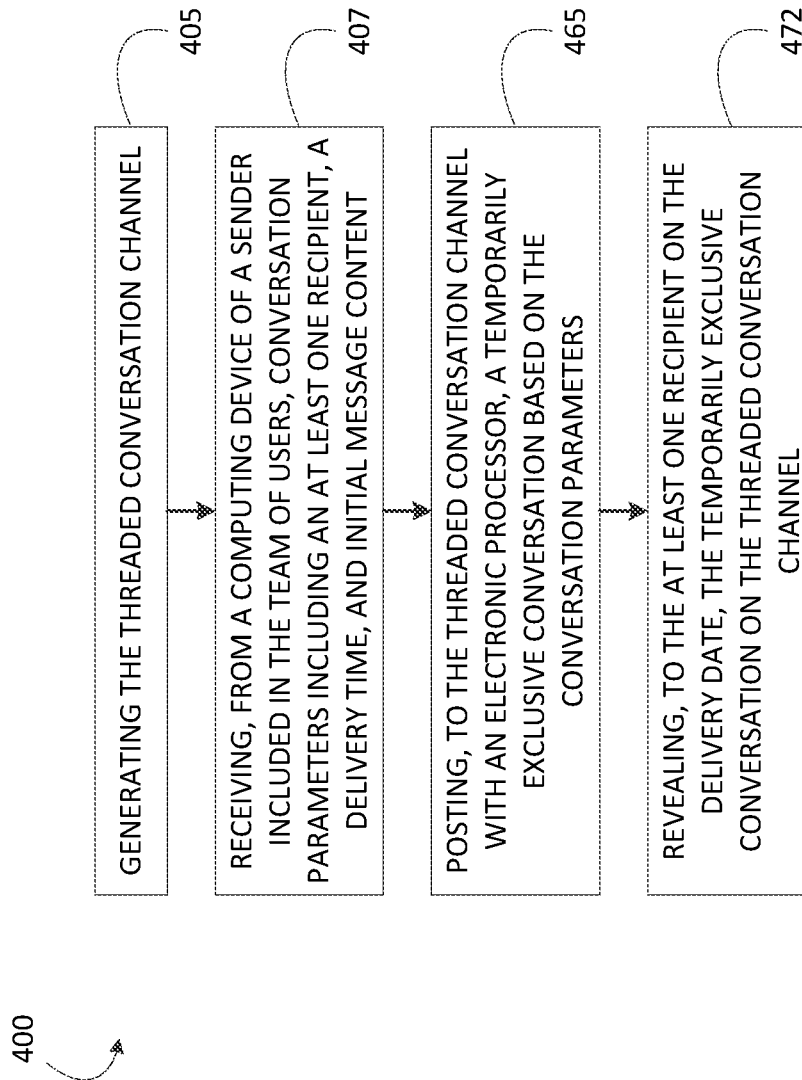 400
GENERATING THE THREADED CONVERSATION CHANNEL
405
RECEIVING, FROM A COMPUTING DEVICE OF A SENDER
INCLUDED IN THE TEAM OF USERS, CONVERSATION
PARAMETERS INCLUDING AN AT LEAST ONE RECIPIENT, A
DELIVERY TIME, AND INITIAL MESSAGE CONTENT
407
POSTING, TO THE THREADED CONVERSATION CHANNEL
WITH AN ELECTRONIC PROCESSOR, A TEMPORARILY
EXCLUSIVE CONVERSATION BASED ON THE
CONVERSATION PARAMETERS
465
REVEALING, TO THE AT LEAST ONE RECIPIENT ON THE
DELIVERY DATE, THE TEMPORARILY EXCLUSIVE
CONVERSATION ON THE THREADED CONVERSATION
CHANNEL
472